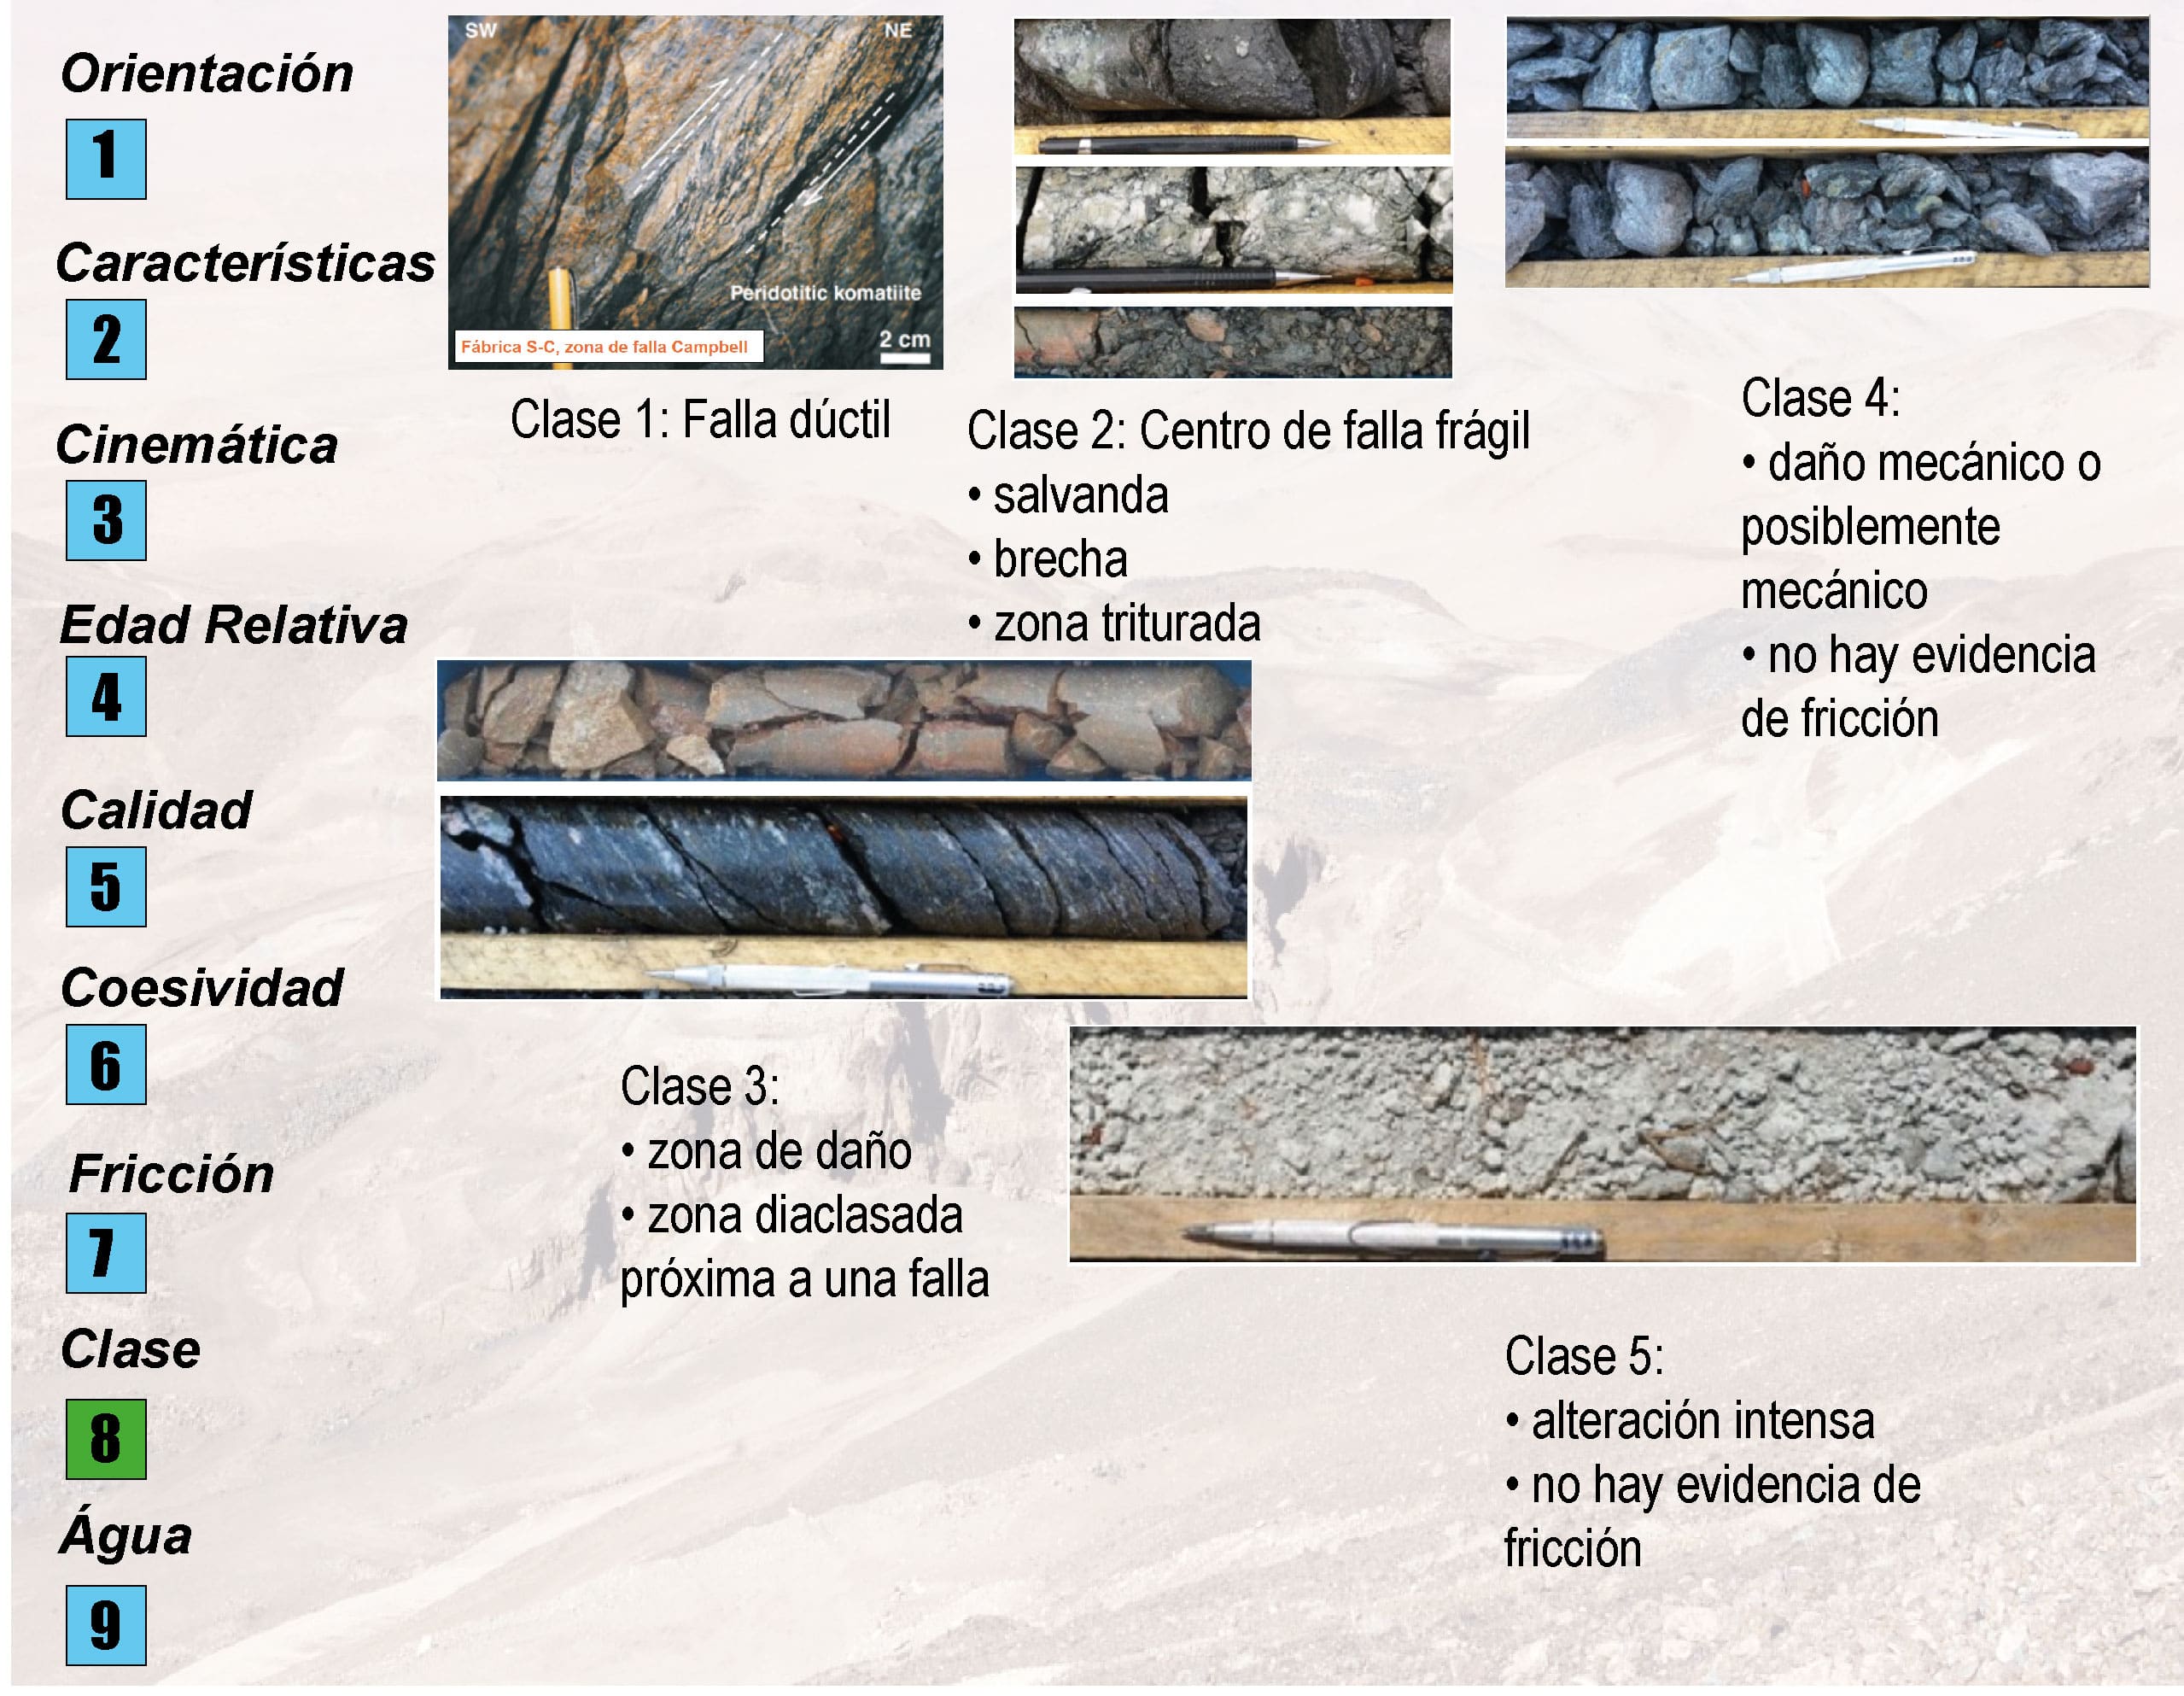 Orientación
1
Características
2
Cinemática
3
Edad Relativa
4
Calidad
5
Coesividad
6
Fricción
7
Clase
8
Água
9
SW
NE
Peridotitic komatiite
2 cm
Fábrica S-C, zona de falla Campbell
Clase 1: Falla dúctil
Clase 2: Centro de falla frágil
• salvanda
• brecha
• zona triturada
Clase 4:
• daño mecánico o
posiblemente
mecánico
• no hay evidencia
de fricción
Clase 3:
• zona de daño
• zona diaclasada
próxima a una falla
Clase 5:
• alteración intensa
• no hay evidencia de
fricción